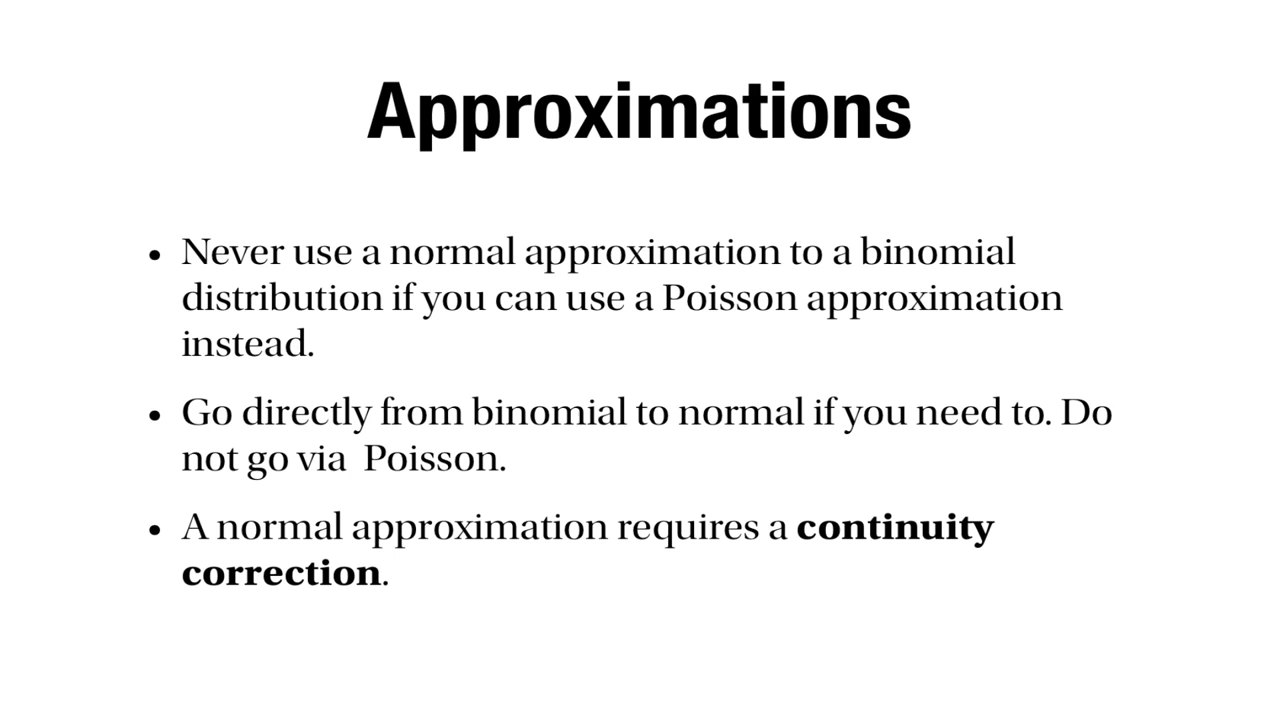 Approximations
• Never use a normal approximation to a binomial
distribution if you can use a Poisson approximation
instead.
• Go directly from binomial to normal if you need to. Do
not go via  Poisson.
• A normal approximation requires a continuity
correction.